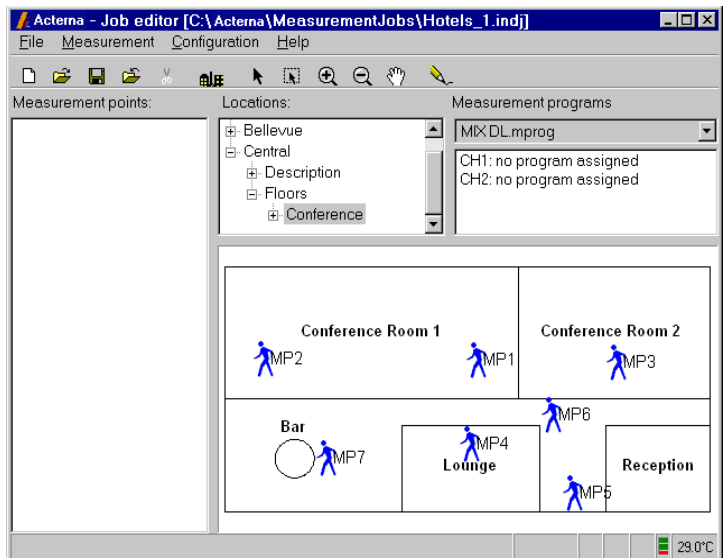 Acterna - Job editor [C:\Acterna\MeasurementJobs\Hotels_1.indj]
File Measurement Configuration Help
Measurement points:
Locations:
Measurement programs
Bellevue
Central
Description
Floors
Conference
MIX DL.mprog
CH1: no program assigned
CH2: no program assigned
Conference Room 1
Conference Room 2
MP2
MP1
MP3
MP6
Bar
MP4
MP7
Lounge
Reception
MP5
29.0°C